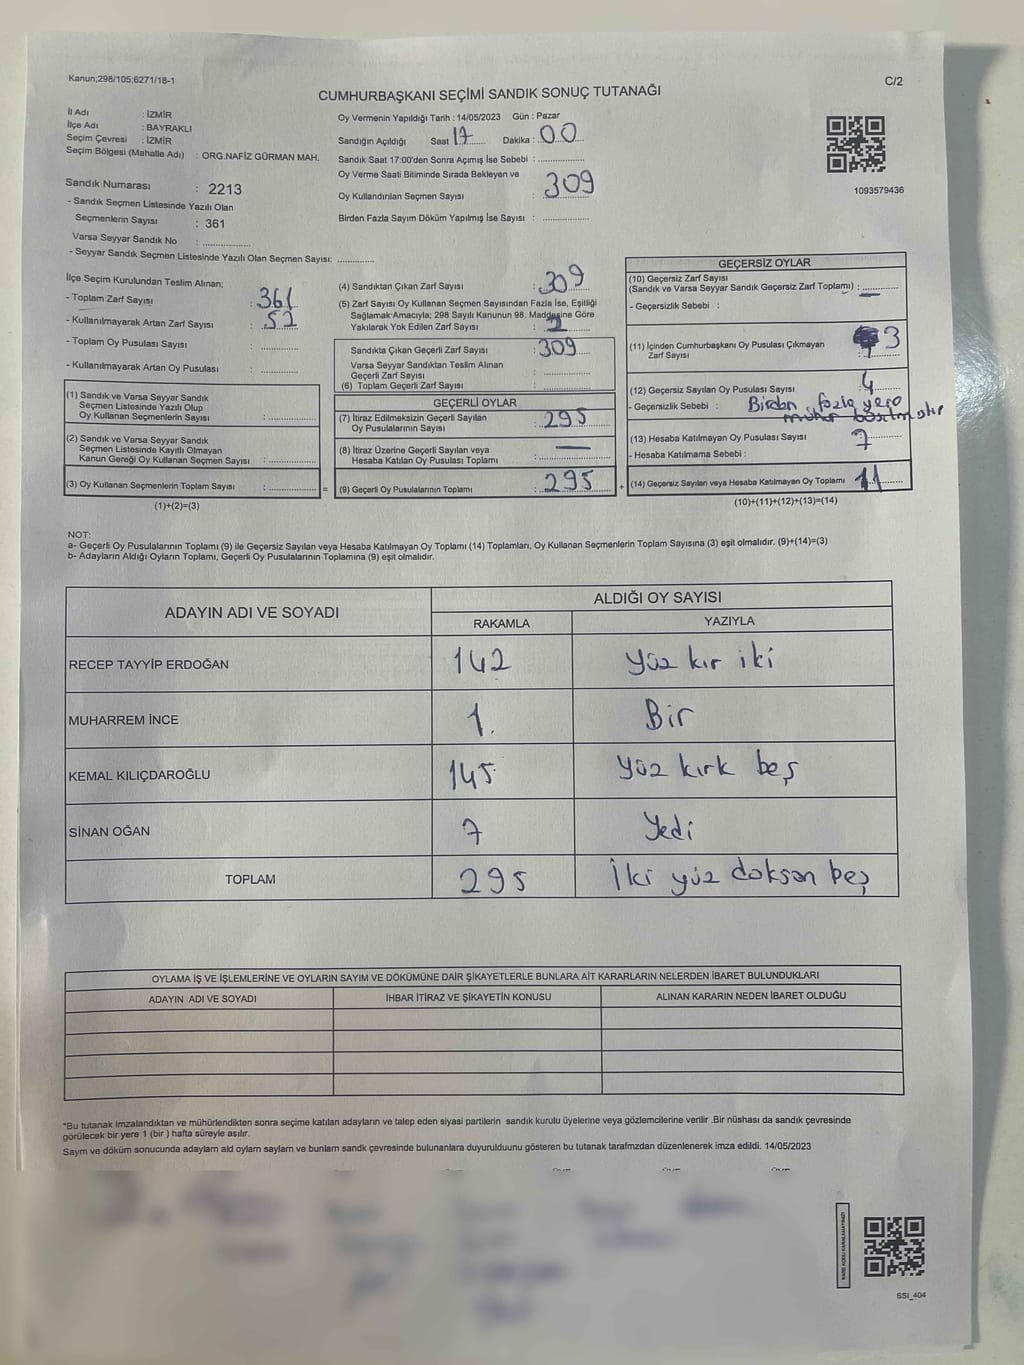 Kanun;298/105;6271/18-1
C/2
CUMHURBAŞKANI SEÇİMİ SANDIK SONUÇ TUTANAĞI
İl Adı : İZMİR
İlçe Adı : BAYRAKLI
Seçim Çevresi : İZMİR
Seçim Bölgesi (Mahalle Adı) : ORG.NAFİZ GÜRMAN MAH.
Sandık Numarası : 2213
- Sandık Seçmen Listesinde Yazılı Olan
Seçmenlerin Sayısı : 361
Varsa Seyyar Sandık No : ...............
- Seyyar Sandık Seçmen Listesinde Yazılı Olan Seçmen Sayısı: ............
Oy Vermenin Yapıldığı Tarih : 14/05/2023 Gün : Pazar
Sandığın Açıldığı Saat 17 Dakika : 00
Sandık Saat 17:00'den Sonra Açımış İse Sebebi : ...............
Oy Verme Saati Bitiminde Sırada Bekleyen ve
Oy Kullandırılan Seçmen Sayısı : 309
Birden Fazla Sayım Döküm Yapılmış İse Sayısı : ...............
1093579436
İlçe Seçim Kurulundan Teslim Alınan;
- Toplam Zarf Sayısı : 361
- Kullanılmayarak Artan Zarf Sayısı : 52
- Toplam Oy Pusulası Sayısı : ............
- Kullanılmayarak Artan Oy Pusulası : ............
(1) Sandık ve Varsa Seyyar Sandık
Seçmen Listesinde Yazılı Olup
Oy Kullanan Seçmenlerin Sayısı : ...............
(2) Sandık ve Varsa Seyyar Sandık
Seçmen Listesinde Kayıtlı Olmayan
Kanun Gereği Oy Kullanan Seçmen Sayısı : ...............
(3) Oy Kullanan Seçmenlerin Toplam Sayısı : ...............
(1)+(2)=(3)
(4) Sandıktan Çıkan Zarf Sayısı : 309
(5) Zarf Sayısı Oy Kullanan Seçmen Sayısından Fazla İse, Eşitliği
Sağlamak Amacıyla; 298 Sayılı Kanunun 98. Maddesine Göre
Yakılarak Yok Edilen Zarf Sayısı :
Sandıkta Çıkan Geçerli Zarf Sayısı : 309
Varsa Seyyar Sandıktan Teslim Alınan
Geçerli Zarf Sayısı : ...............
(6) Toplam Geçerli Zarf Sayısı : ...............
GEÇERLİ OYLAR
(7) İtiraz Edilmeksizin Geçerli Sayılan
Oy Pusulalarının Sayısı : 295
(8) İtiraz Üzerine Geçerli Sayılan veya
Hesaba Katılan Oy Pusulası Toplamı : —
= (9) Geçerli Oy Pusulalarının Toplamı : 295
GEÇERSİZ OYLAR
(10) Geçersiz Zarf Sayısı
(Sandık ve Varsa Seyyar Sandık Geçersiz Zarf Toplamı) : —
- Geçersizlik Sebebi :
(11) İçinden Cumhurbaşkanı Oy Pusulası Çıkmayan
Zarf Sayısı : 3
(12) Geçersiz Sayılan Oy Pusulası Sayısı : 4
- Geçersizlik Sebebi : Birden fazla yere
mühür basılmıştır
(13) Hesaba Katılmayan Oy Pusulası Sayısı : 7
- Hesaba Katılmama Sebebi :
+ (14) Geçersiz Sayılan veya Hesaba Katılmayan Oy Toplamı 11
(10)+(11)+(12)+(13)=(14)
NOT:
a- Geçerli Oy Pusulalarının Toplamı (9) ile Geçersiz Sayılan veya Hesaba Katılmayan Oy Toplamı (14) Toplamları, Oy Kullanan Seçmenlerin Toplam Sayısına (3) eşit olmalıdır. (9)+(14)=(3)
b- Adayların Aldığı Oyların Toplamı, Geçerli Oy Pusulalarının Toplamına (9) eşit olmalıdır.
ADAYIN ADI VE SOYADI
ALDIĞI OY SAYISI
RAKAMLA YAZIYLA
RECEP TAYYİP ERDOĞAN 142 Yüz kır iki
MUHARREM İNCE 1. Bir
KEMAL KILIÇDAROĞLU 145 Yüz kırk beş
SİNAN OĞAN 7 Yedi
TOPLAM 295 İki yüz doksan beş
OYLAMA İŞ VE İŞLEMLERİNE VE OYLARIN SAYIM VE DÖKÜMÜNE DAİR ŞİKAYETLERLE BUNLARA AİT KARARLARIN NELERDEN İBARET BULUNDUKLARI
ADAYIN ADI VE SOYADI İHBAR İTİRAZ VE ŞİKAYETİN KONUSU ALINAN KARARIN NEDEN İBARET OLDUĞU
*Bu tutanak imzalandıktan ve mühürlendikten sonra seçime katılan adayların ve talep eden siyasi partilerin sandık kurulu üyelerine veya gözlemcilerine verilir .Bir nüshası da sandık çevresinde
görülecek bir yere 1 (bir ) hafta süreyle asılır.
Saym ve döküm sonucunda adaylam ald oylam saylam ve bunlam sandk çevresinde bulunanlara duyurulduunu gösteren bu tutanak tarafmzdan düzenlenerek imza edildi. 14/05/2023
KARE KODU KARALAMAYINIZ!
SSI_404